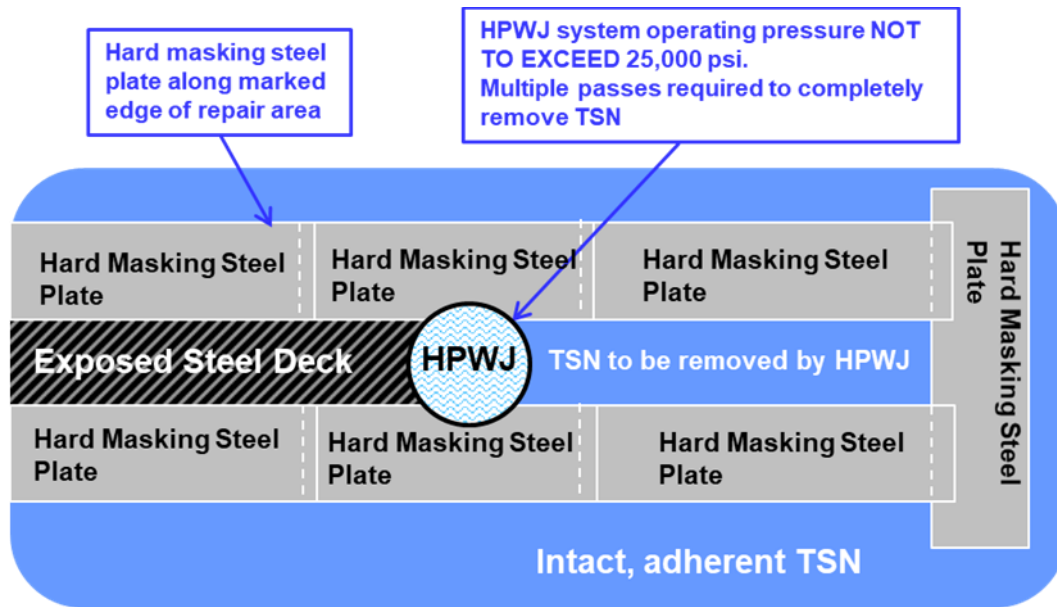 Hard masking steel
plate along marked
edge of repair area
HPWJ system operating pressure NOT
TO EXCEED 25,000 psi.
Multiple passes required to completely
remove TSN
Hard Masking Steel
Plate
Hard Masking Steel
Plate
Hard Masking Steel
Plate
Hard Masking Steel
Plate
Exposed Steel Deck
HPWJ
TSN to be removed by HPWJ
Hard Masking Steel
Plate
Hard Masking Steel
Plate
Hard Masking Steel
Plate
Intact, adherent TSN